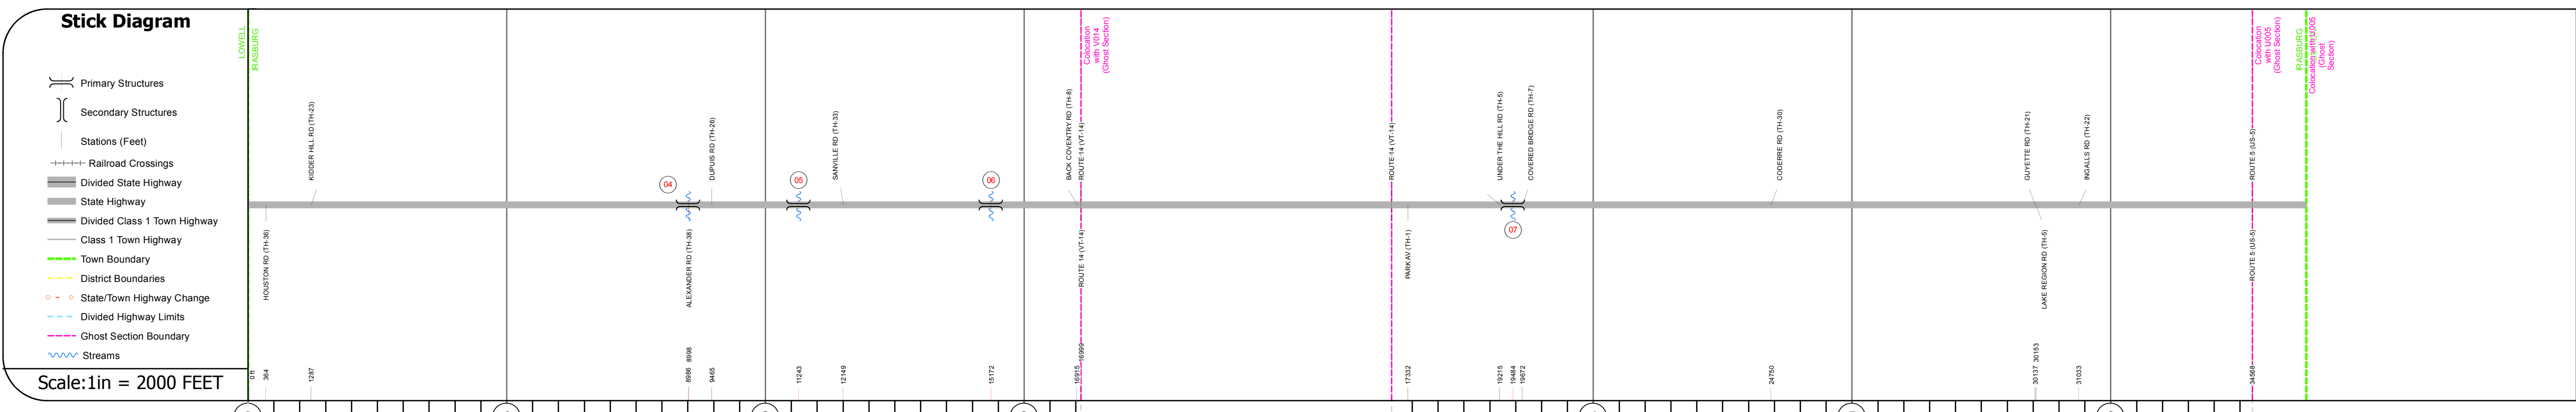 Stick Diagram
Primary Structures
Secondary Structures
Stations (Feet)
Railroad Crossings
Divided State Highway
State Highway
Divided Class 1 Town Highway
Class 1 Town Highway
Town Boundary
District Boundaries
State/Town Highway Change
Divided Highway Limits
Ghost Section Boundary
Streams
Scale:1in = 2000 FEET
LOWELL
IRASBURG
KIDDER HILL RD (TH-23)
HOUSTON RD (TH-36)
04
ALEXANDER RD (TH-38)
DUPUIS RD (TH-26)
05
SANVILLE RD (TH-33)
06
BACK COVENTRY RD (TH-8)
ROUTE 14 (VT-14)
ROUTE 14 (VT-14)
Colocation
with V014
(Ghost Section)
ROUTE 14 (VT-14)
PARK AV (TH-1)
UNDER THE HILL RD (TH-5)
COVERED BRIDGE RD (TH-7)
07
CODERRE RD (TH-30)
GUYETTE RD (TH-21)
LAKE REGION RD (TH-5)
INGALLS RD (TH-22)
ROUTE 5 (US-5)
ROUTE 5 (US-5)
Colocation
with U005
(Ghost Section)
IRASBURG
Colocation with U005
(Ghost
Section)
0 ft
364
1287
8986
8998
9465
11243
12149
15172
16915
16999
17332
19215
19484
19672
24750
30137
30153
31033
34568